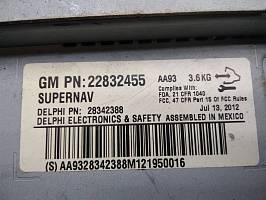 GM PN: 22832455 AA93 3.6KG
SUPERNAV
Complies With:
FDA, 21 CFR 1040
FCC, 47 CFR Part 15 Of FCC Rules
DELPHI PN: 28342388 Jul 13, 2012
DELPHI ELECTRONICS & SAFETY ASSEMBLED IN MEXICO
(S) AA9328342388M121950016